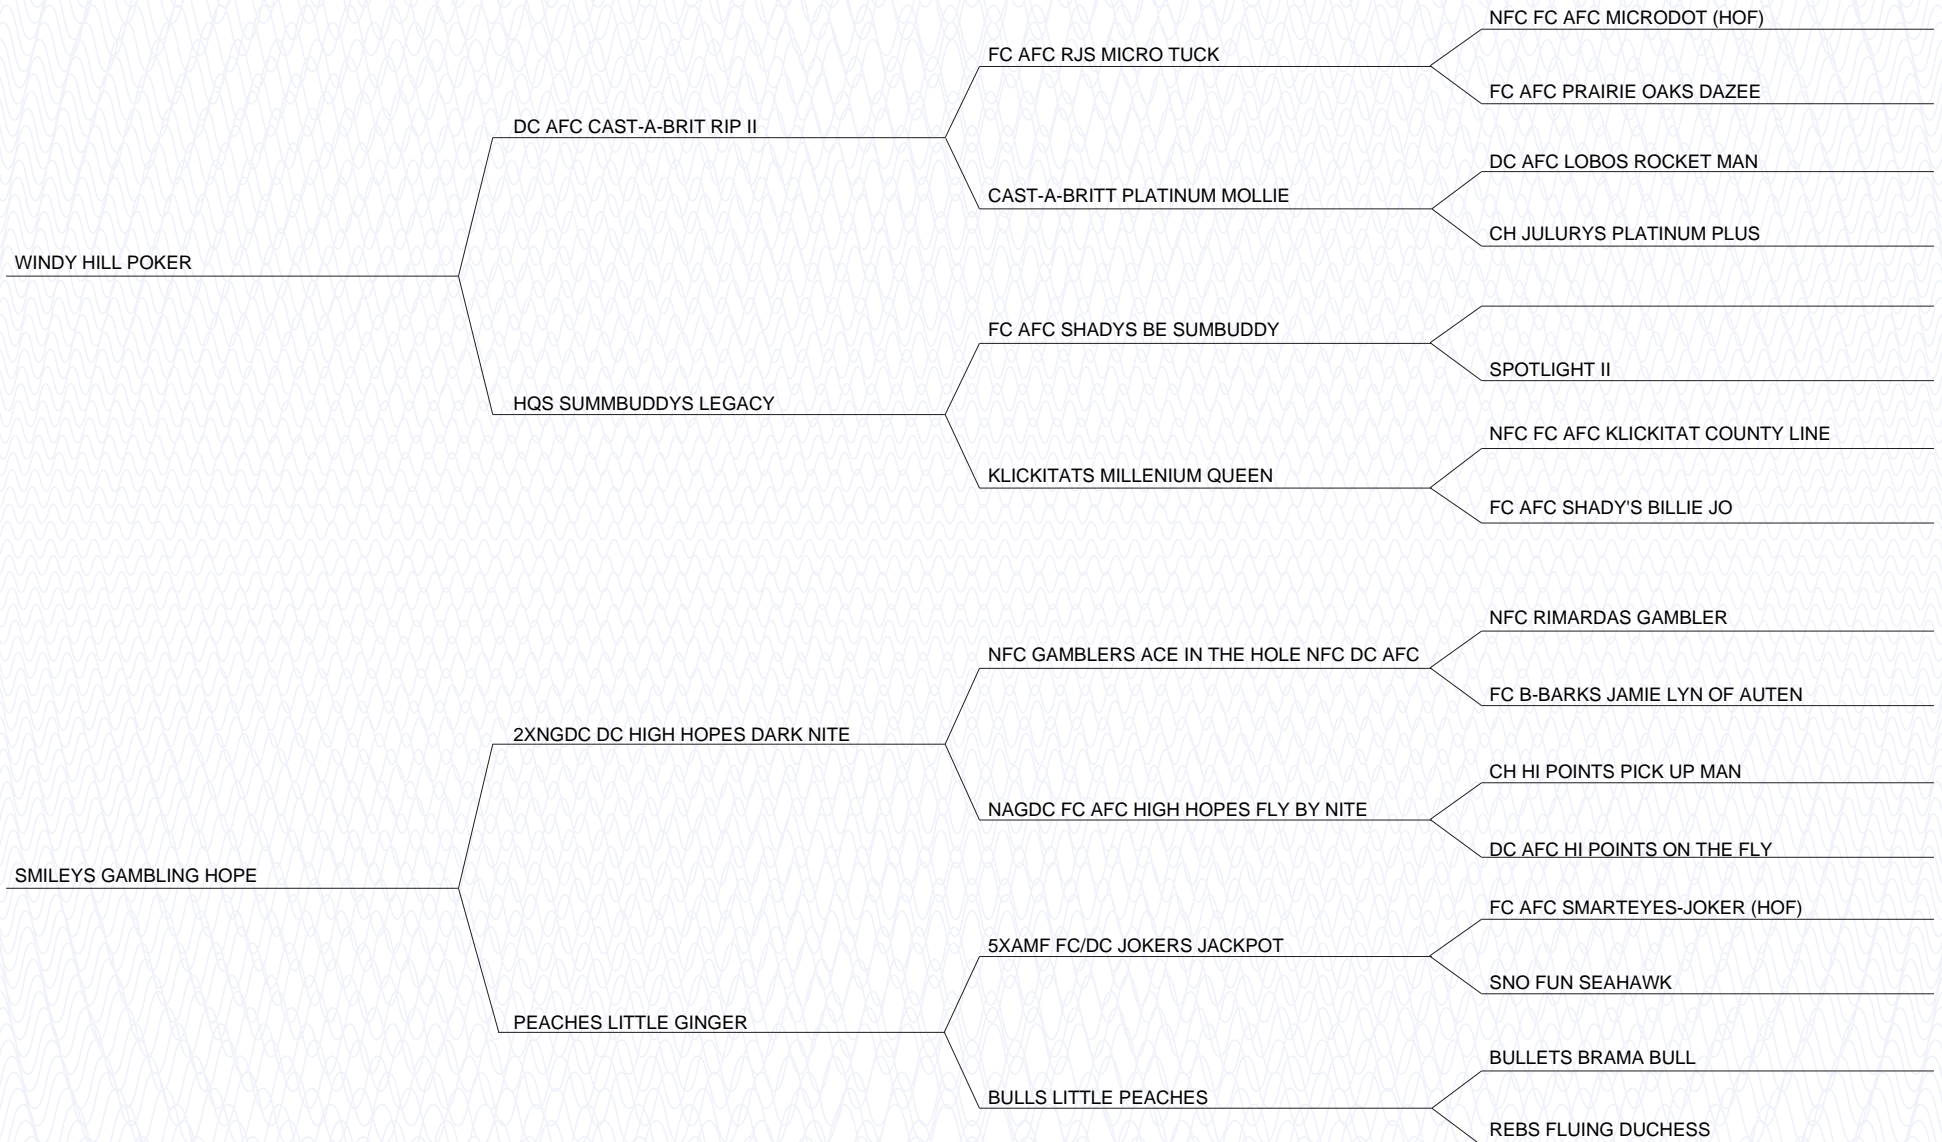 NFC FC AFC MICRODOT (HOF)
FC AFC RJS MICRO TUCK
FC AFC PRAIRIE OAKS DAZEE
DC AFC CAST-A-BRIT RIP II
DC AFC LOBOS ROCKET MAN
CAST-A-BRITT PLATINUM MOLLIE
CH JULURYS PLATINUM PLUS
WINDY HILL POKER
FC AFC SHADYS BE SUMBUDDY
SPOTLIGHT II
HQS SUMMBUDDYS LEGACY
NFC FC AFC KLICKITAT COUNTY LINE
KLICKITATS MILLENIUM QUEEN
FC AFC SHADY'S BILLIE JO
NFC RIMARDAS GAMBLER
NFC GAMBLERS ACE IN THE HOLE NFC DC AFC
FC B-BARKS JAMIE LYN OF AUTEN
2XNGDC DC HIGH HOPES DARK NITE
CH HI POINTS PICK UP MAN
NAGDC FC AFC HIGH HOPES FLY BY NITE
DC AFC HI POINTS ON THE FLY
SMILEYS GAMBLING HOPE
FC AFC SMARTEYES-JOKER (HOF)
5XAMF FC/DC JOKERS JACKPOT
SNO FUN SEAHAWK
PEACHES LITTLE GINGER
BULLETS BRAMA BULL
BULLS LITTLE PEACHES
REBS FLUING DUCHESS